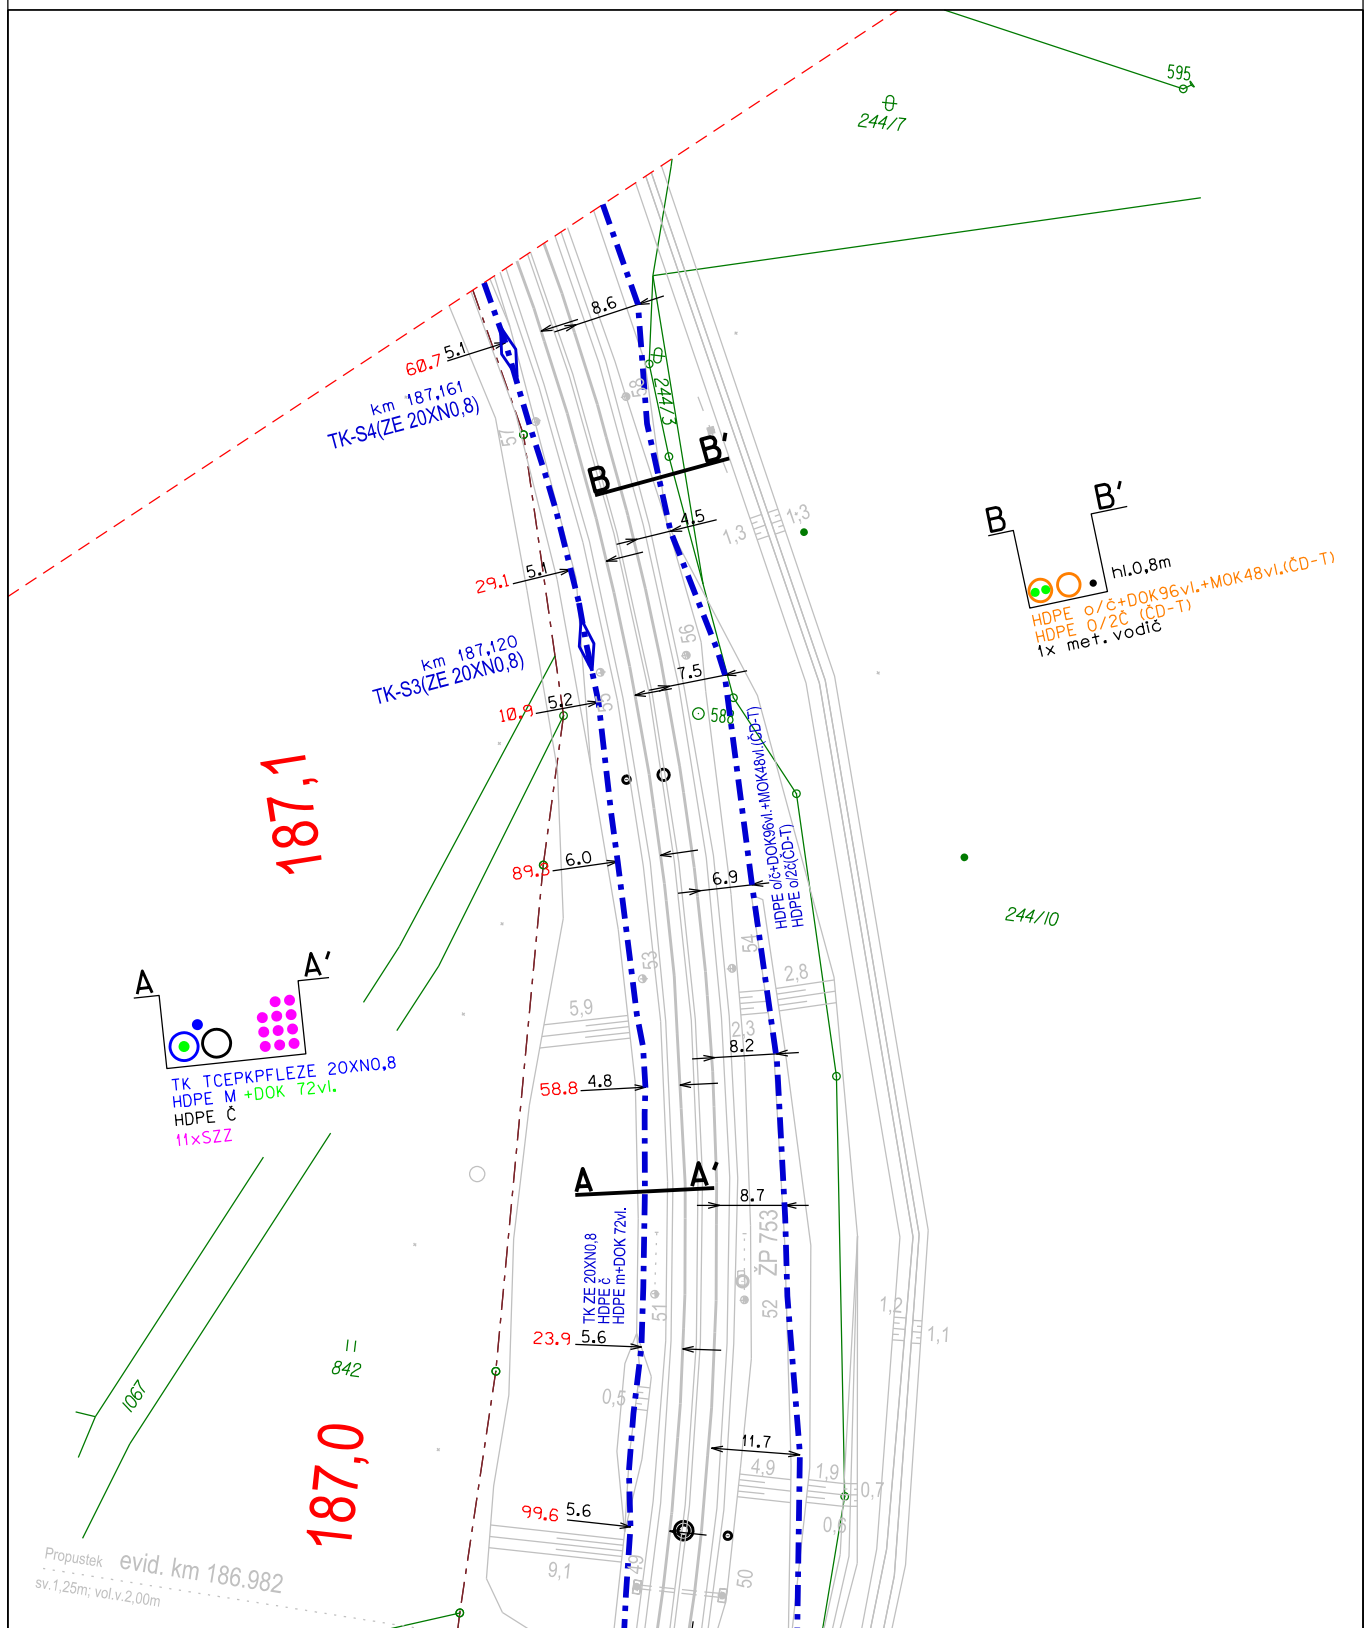 595
244/7
8.6
60.7 5.1
km 187,161
TK-S4(ZE 20XN0,8)
57
58
244/3
B B'
4.5
1,3 1:3
B B'
hl.0,8m
HDPE o/č+DOK96vl.+MOK48vl.(ČD-T)
HDPE O/2Č (ČD-T)
1x met.vodič
29.1 5.1
km 187,120
TK-S3(ZE 20XN0,8)
56
7.5
10.9 5.2
55
588
HDPE o/č+DOK96vl.+MOK48vl.(ČD-T)
HDPE o/2č(ČD-T)
187,1
6.0
6.9
244/10
54
53
2,8
5,9
2.3
8.2
A A'
TK TCEPKPFLEZE 20XN0,8
HDPE M +DOK 72vl.
HDPE Č
11xSZZ
58.8 4.8
A A'
8.7
TK ZE 20XN0,8
HDPE č
HDPE m+DOK 72vl.
ŽP 753
51
52
1,2
1,1
23.9 5.6
842
1067
0,5
187,0
11.7
4,9 1,9
0,7
0,6
99.6 5.6
9,1
49
50
Propustek evid. km 186.982
sv.1,25m; vol.v.2,00m